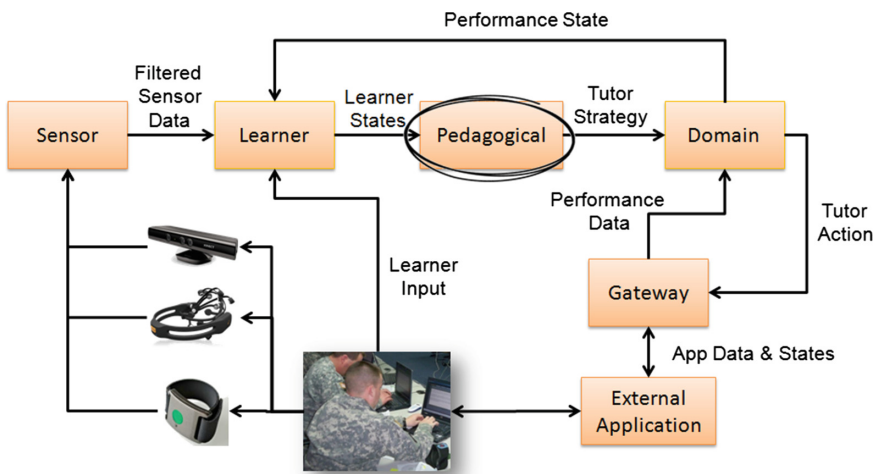 Performance State
Filtered
Sensor
Data
Learner
States
Tutor
Strategy
Sensor
Learner
Pedagogical
Domain
Performance
Data
Tutor
Action
Learner
Input
Gateway
App Data & States
External
Application